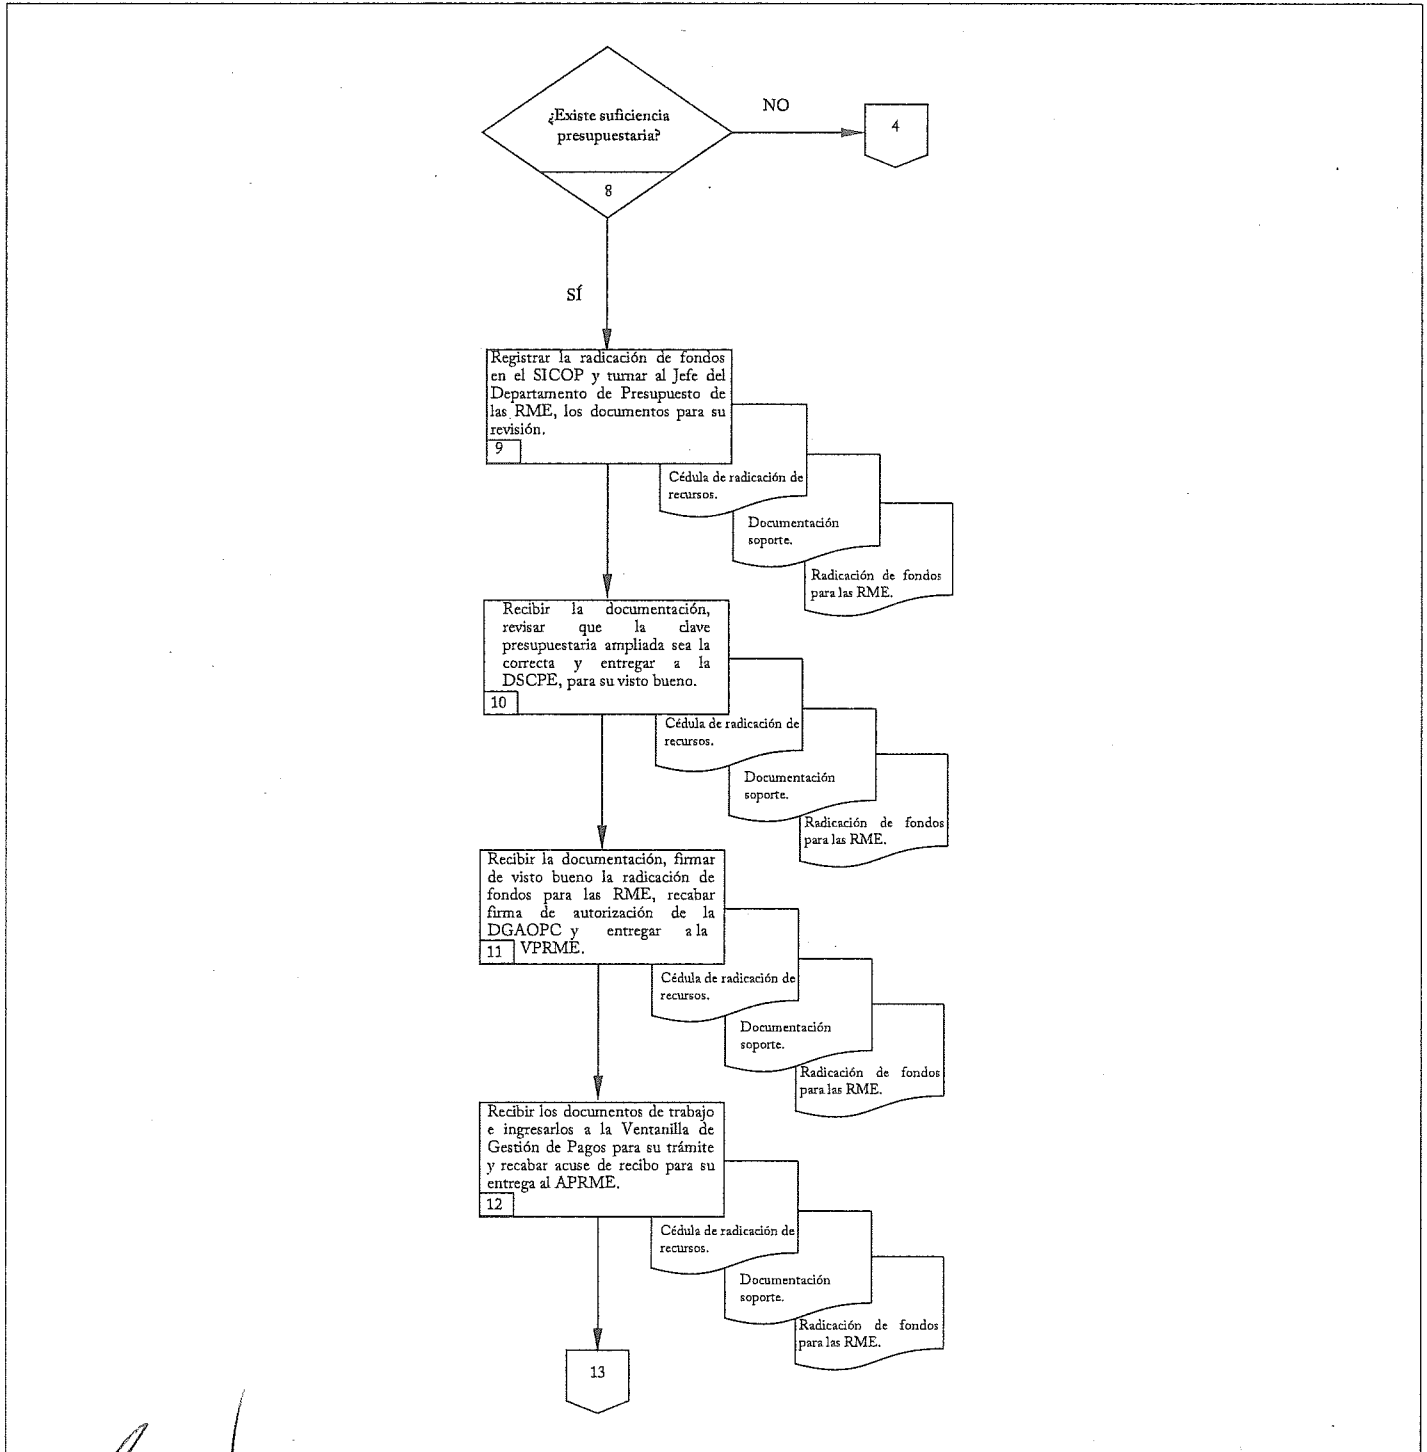 ¿Existe suficiencia
presupuestaria?
8
NO
4
SÍ
Registrar la radicación de fondos
en el SICOP y turnar al Jefe del
Departamento de Presupuesto de
las RME, los documentos para su
revisión.
9
Cédula de radicación de
recursos.
Documentación
soporte.
Radicación de fondos
para las RME.
Recibir la documentación,
revisar que la clave
presupuestaria ampliada sea la
correcta y entregar a la
DSCPE, para su visto bueno.
10
Cédula de radicación de
recursos.
Documentación
soporte.
Radicación de fondos
para las RME.
Recibir la documentación, firmar
de visto bueno la radicación de
fondos para las RME, recabar
firma de autorización de la
DGAOPC y entregar a la
VPRME.
11
Cédula de radicación de
recursos.
Documentación
soporte.
Radicación de fondos
para las RME.
Recibir los documentos de trabajo
e ingresarlos a la Ventanilla de
Gestión de Pagos para su trámite
y recabar acuse de recibo para su
entrega al APRME.
12
Cédula de radicación de
recursos.
Documentación
soporte.
Radicación de fondos
para las RME.
13